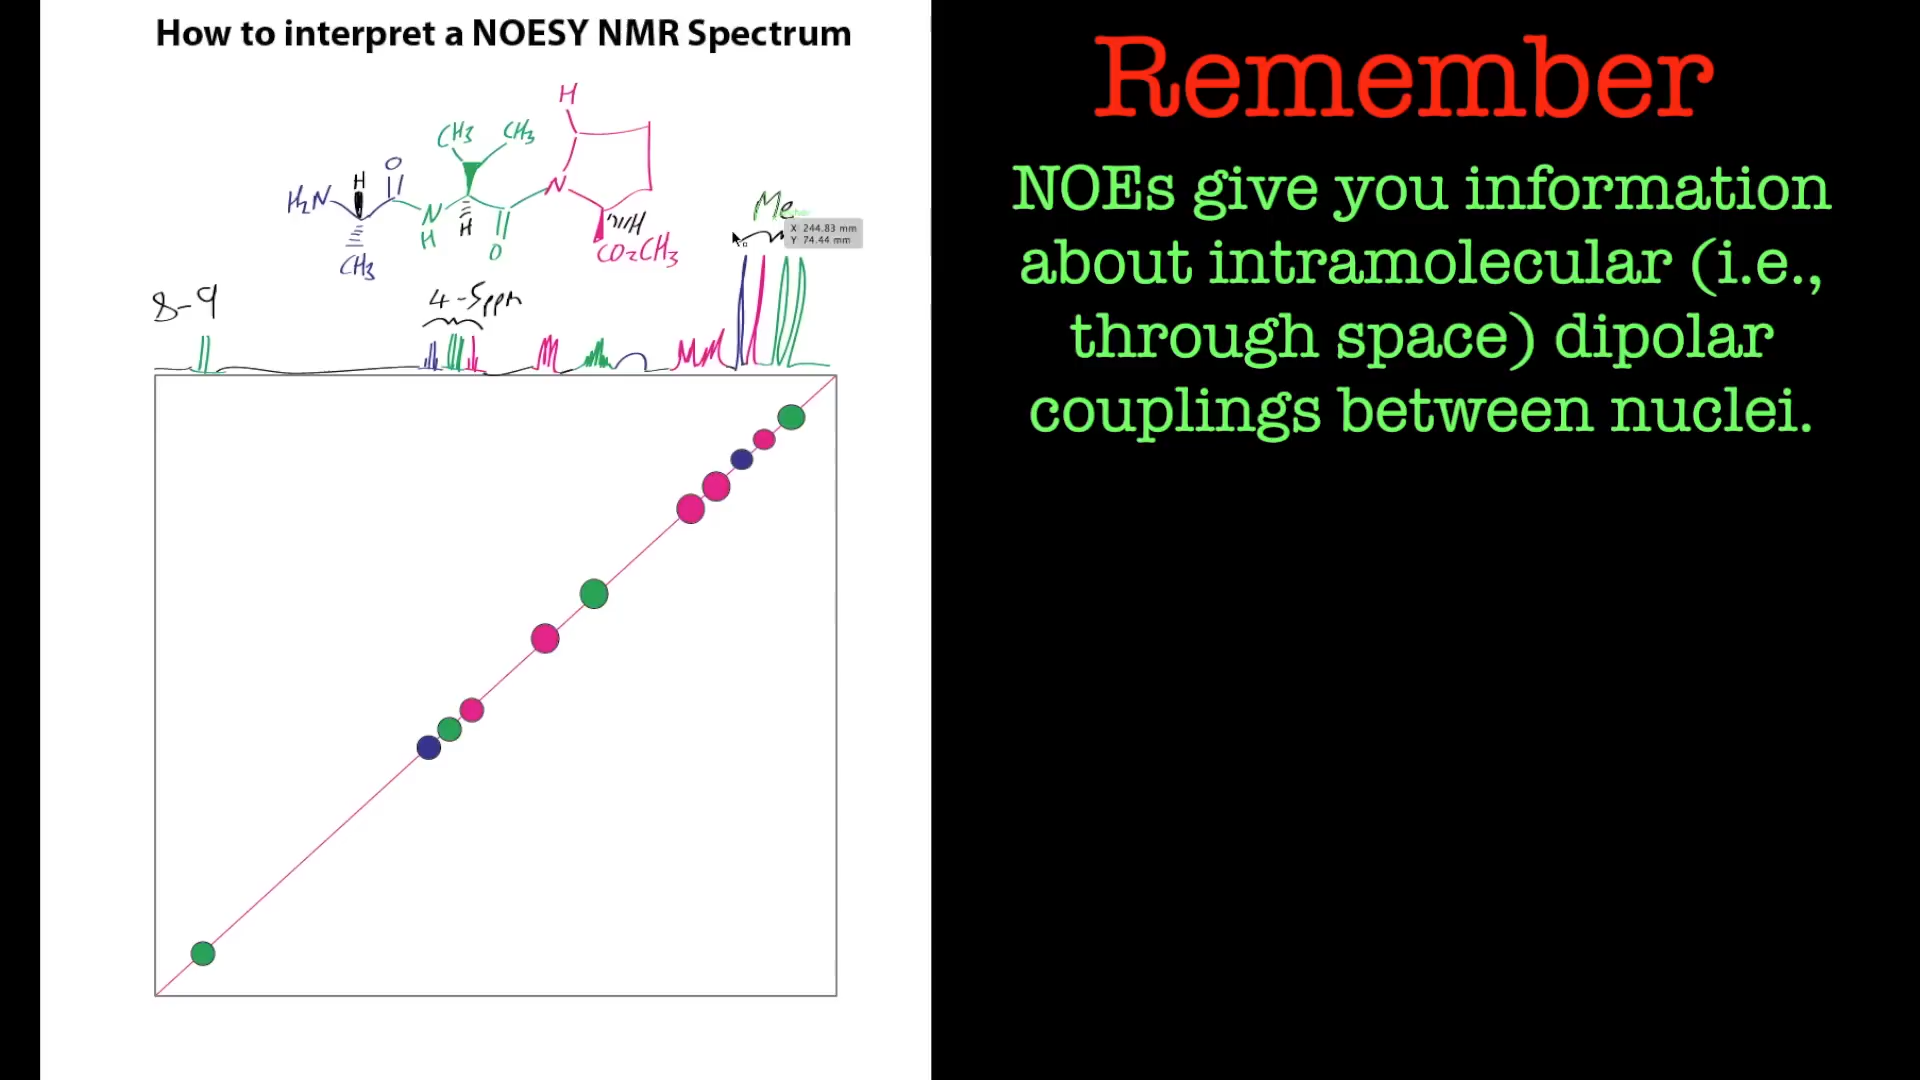 How to interpret a NOESY NMR Spectrum
H
CH3 CH3
O
H
H2N N
N
H H H
O
CH3 CO2CH3
Me
X 244.83 mm
Y 74.44 mm
8-9
4-5ppm
Remember
NOEs give you information
about intramolecular (i.e.,
through space) dipolar
couplings between nuclei.